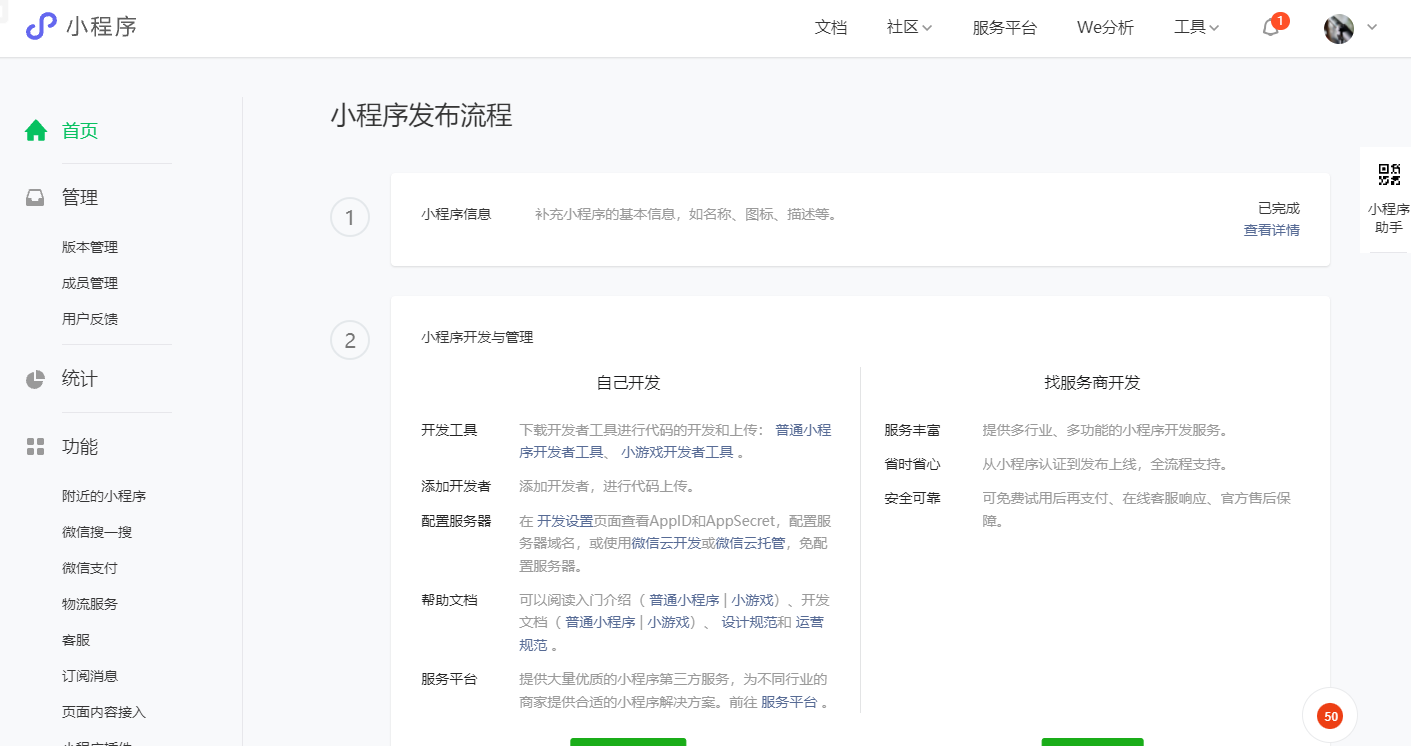 小程序
文档
社区
服务平台
We分析
工具
1
首页
管理
版本管理
成员管理
用户反馈
统计
功能
附近的小程序
微信搜一搜
微信支付
物流服务
客服
订阅消息
页面内容接入
小程序插件
小程序发布流程
1
小程序信息
补充小程序的基本信息，如名称、图标、描述等。
已完成
查看详情
2
小程序开发与管理
自己开发
开发工具
下载开发者工具进行代码的开发和上传： 普通小程
序开发者工具、 小游戏开发者工具 。
添加开发者
添加开发者，进行代码上传。
配置服务器
在 开发设置页面查看AppID和AppSecret，配置服
务器域名，或使用微信云开发或微信云托管，免配
置服务器。
帮助文档
可以阅读入门介绍（ 普通小程序 | 小游戏）、开发
文档（ 普通小程序 | 小游戏）、 设计规范和 运营
规范 。
服务平台
提供大量优质的小程序第三方服务，为不同行业的
商家提供合适的小程序解决方案。前往 服务平台 。
找服务商开发
服务丰富
提供多行业、多功能的小程序开发服务。
省时省心
从小程序认证到发布上线，全流程支持。
安全可靠
可免费试用后再支付、在线客服响应、官方售后保
障。
小程序
助手
50